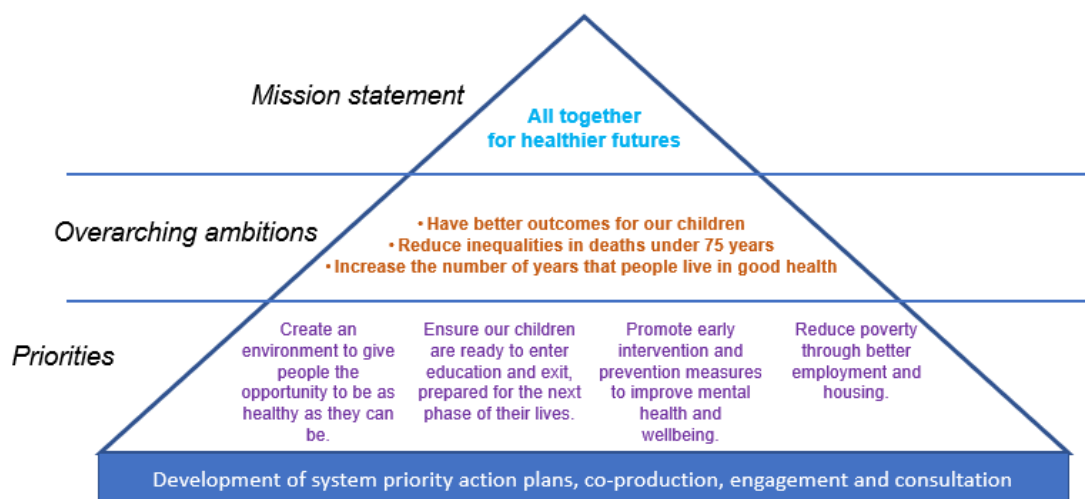 Mission statement
All together
for healthier futures
Overarching ambitions
• Have better outcomes for our children
• Reduce inequalities in deaths under 75 years
• Increase the number of years that people live in good health
Priorities
Create an
environment to give
people the
opportunity to be as
healthy as they can
be.
Ensure our children
are ready to enter
education and exit,
prepared for the next
phase of their lives.
Promote early
intervention and
prevention measures
to improve mental
health and
wellbeing.
Reduce poverty
through better
employment and
housing.
Development of system priority action plans, co-production, engagement and consultation